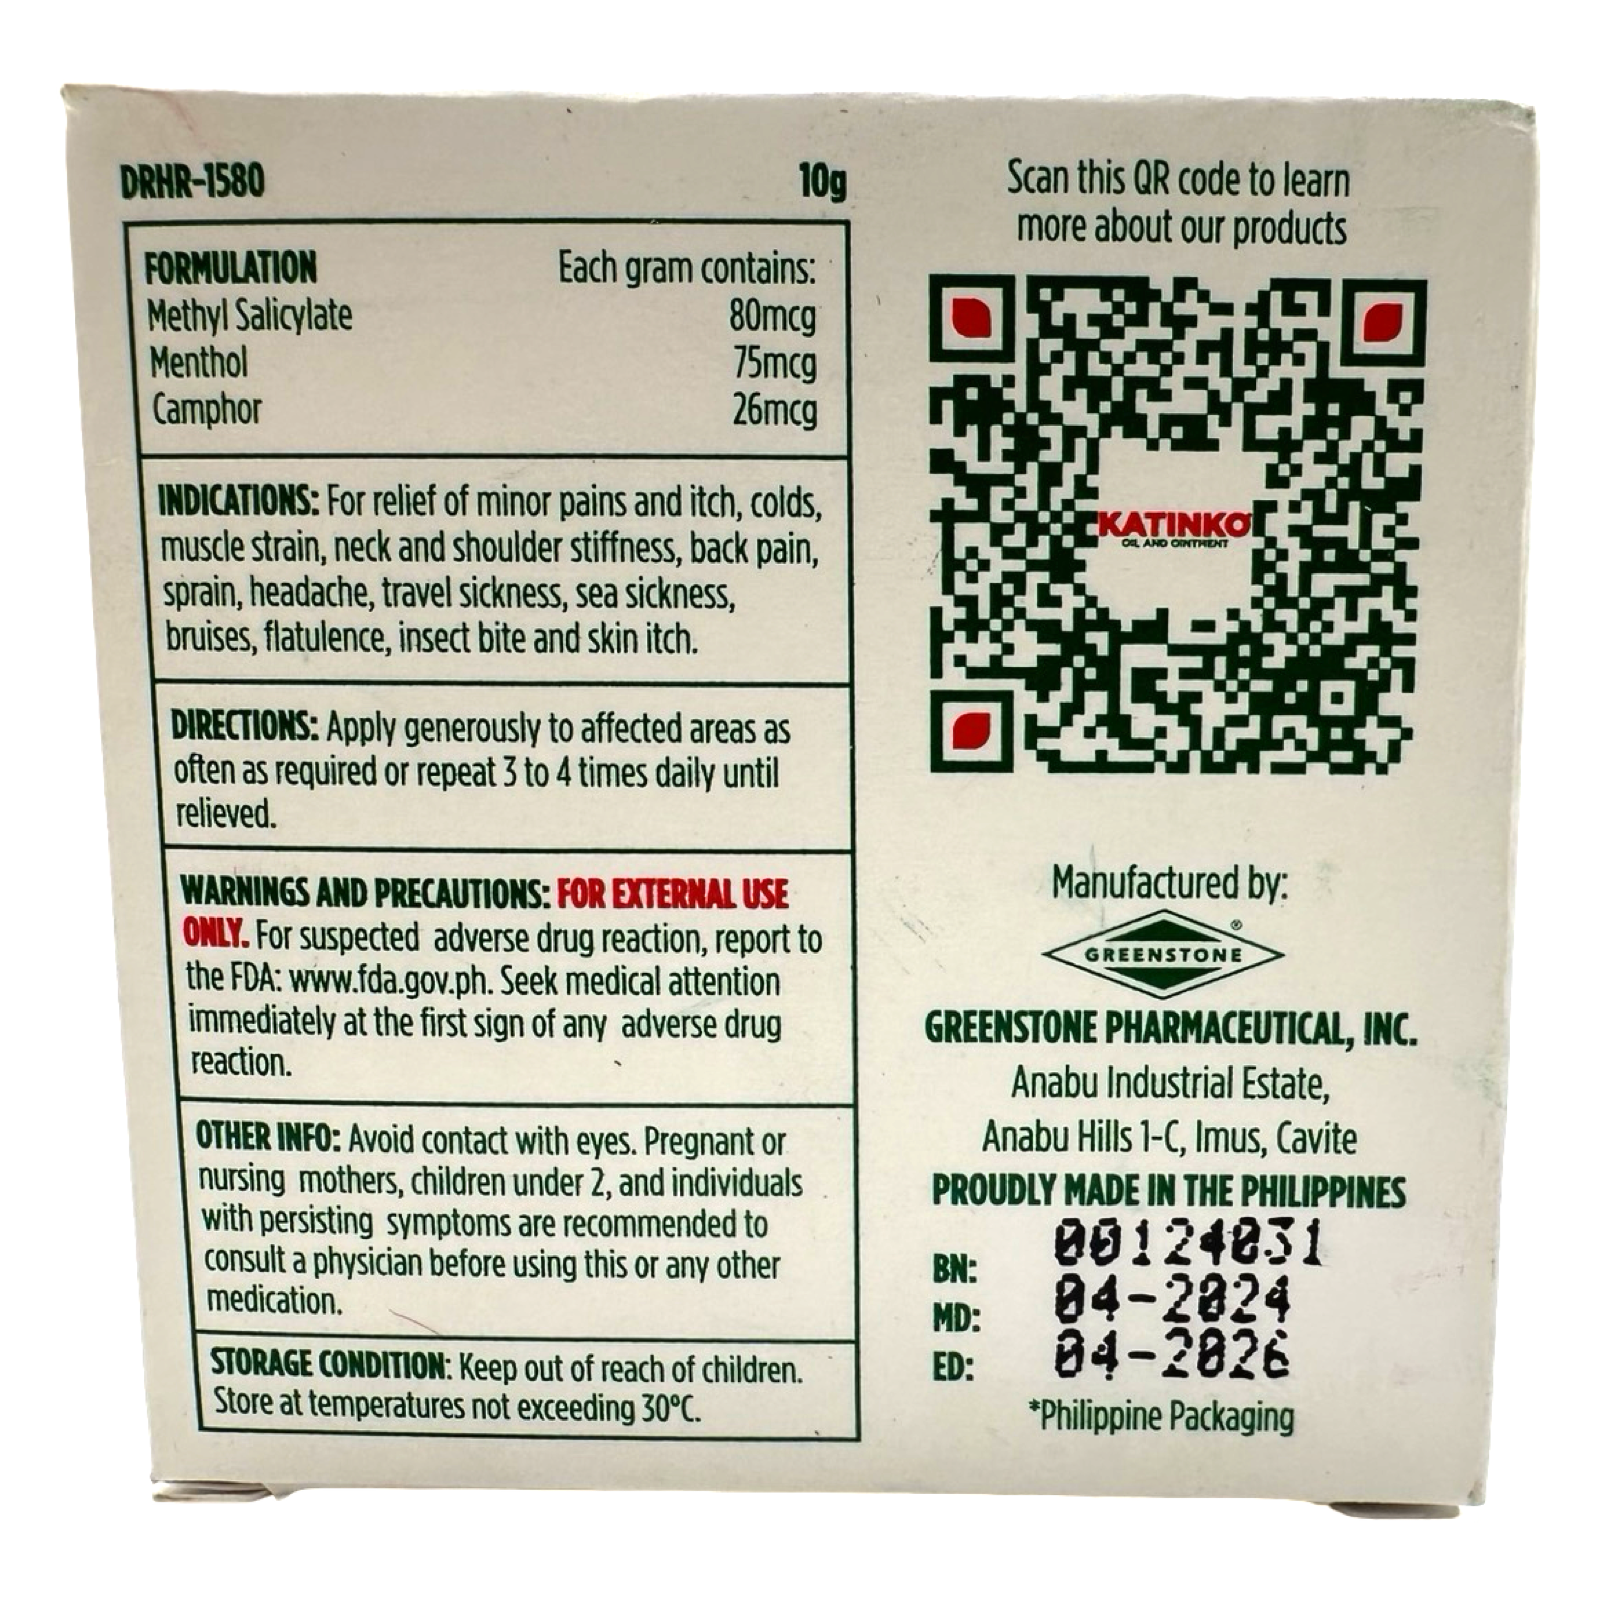 DRHR-1580 10g
FORMULATION Each gram contains:
Methyl Salicylate 80mcg
Menthol 75mcg
Camphor 26mcg
INDICATIONS: For relief of minor pains and itch, colds,
muscle strain, neck and shoulder stiffness, back pain,
sprain, headache, travel sickness, sea sickness,
bruises, flatulence, insect bite and skin itch.
DIRECTIONS: Apply generously to affected areas as
often as required or repeat 3 to 4 times daily until
relieved.
WARNINGS AND PRECAUTIONS: FOR EXTERNAL USE
ONLY. For suspected adverse drug reaction, report to
the FDA: www.fda.gov.ph. Seek medical attention
immediately at the first sign of any adverse drug
reaction.
OTHER INFO: Avoid contact with eyes. Pregnant or
nursing mothers, children under 2, and individuals
with persisting symptoms are recommended to
consult a physician before using this or any other
medication.
STORAGE CONDITION: Keep out of reach of children.
Store at temperatures not exceeding 30°C.
Scan this QR code to learn
more about our products
KATINKO
OIL AND OINTMENT
Manufactured by:
GREENSTONE®
GREENSTONE PHARMACEUTICAL, INC.
Anabu Industrial Estate,
Anabu Hills 1-C, Imus, Cavite
PROUDLY MADE IN THE PHILIPPINES
BN: 00124031
MD: 04-2024
ED: 04-2026
*Philippine Packaging